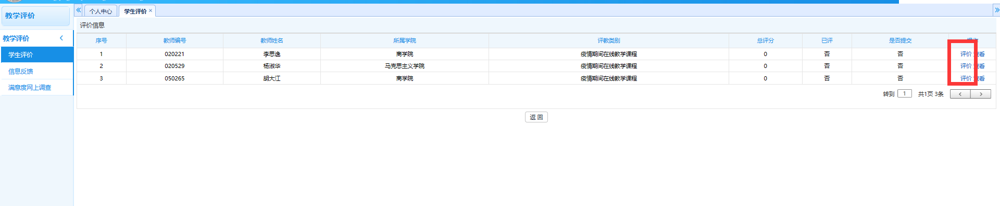 教学评价
个人中心 学生评价
评价信息
教学评价
学生评价
信息反馈
满意度网上调查
序号 教师编号 教师姓名 所属学院 评教类别 总评分 已评 是否提交 操作
1 020221 李思逸 商学院 疫情期间在线教学课程 0 否 否 评价 查看
2 020529 杨淑华 马克思主义学院 疫情期间在线教学课程 0 否 否 评价 查看
3 050265 胡大江 商学院 疫情期间在线教学课程 0 否 否 评价 查看
转到 1 共1页 3条
返 回